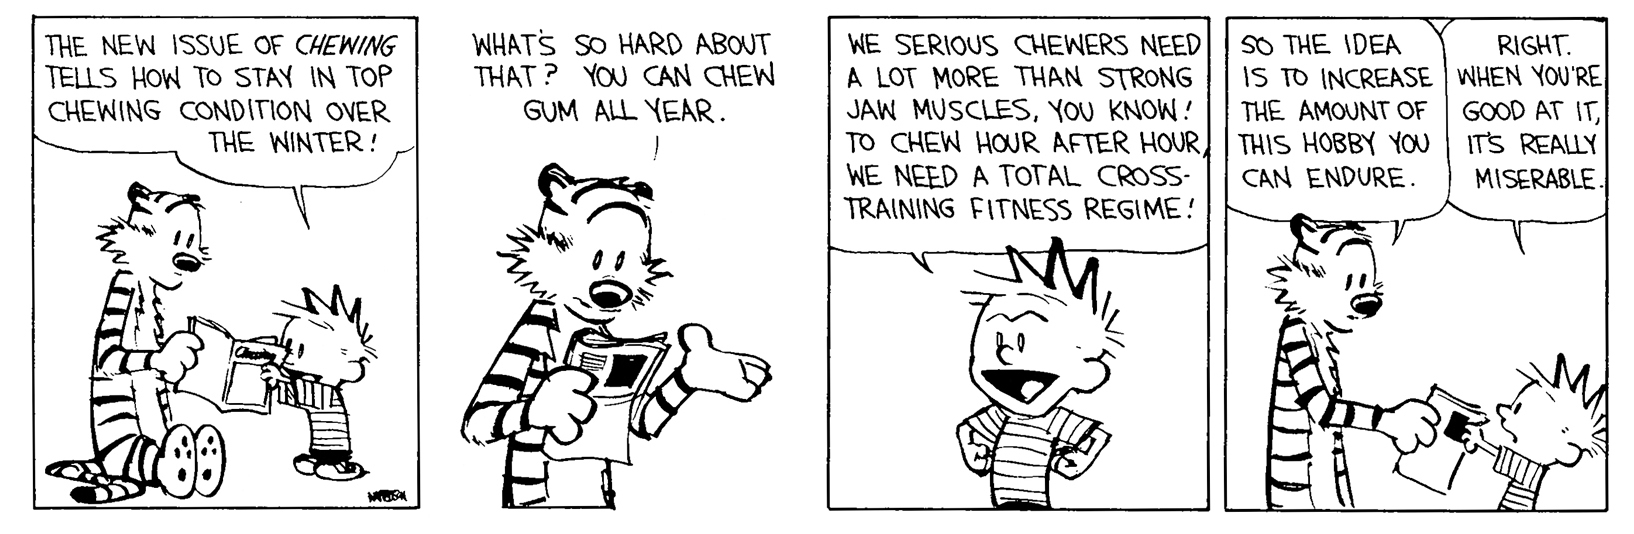 THE NEW ISSUE OF CHEWING
TELLS HOW TO STAY IN TOP
CHEWING CONDITION OVER
THE WINTER!
Chewing
WATTERSON
WHAT'S SO HARD ABOUT
THAT? YOU CAN CHEW
GUM ALL YEAR.
WE SERIOUS CHEWERS NEED
A LOT MORE THAN STRONG
JAW MUSCLES, YOU KNOW!
TO CHEW HOUR AFTER HOUR,
WE NEED A TOTAL CROSS-
TRAINING FITNESS REGIME!
SO THE IDEA
IS TO INCREASE
THE AMOUNT OF
THIS HOBBY YOU
CAN ENDURE.
RIGHT.
WHEN YOU'RE
GOOD AT IT,
IT'S REALLY
MISERABLE.